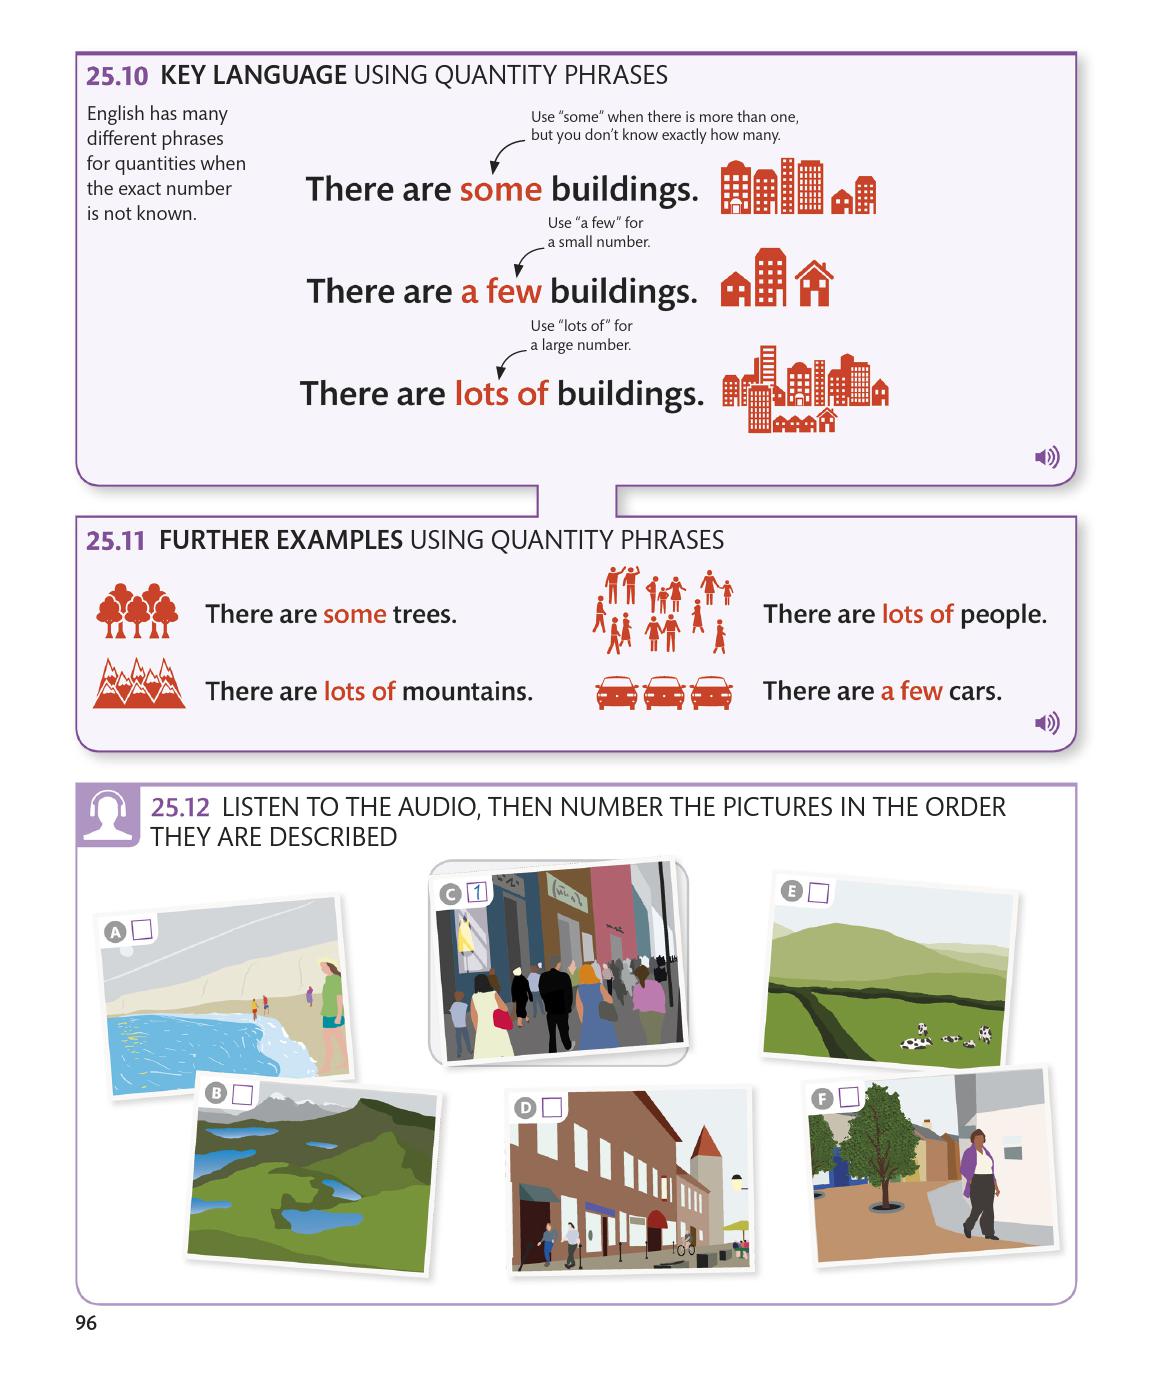 25.10 KEY LANGUAGE USING QUANTITY PHRASES
English has many
different phrases
for quantities when
the exact number
is not known.
Use “some” when there is more than one,
but you don’t know exactly how many.
There are some buildings.
Use “a few” for
a small number.
There are a few buildings.
Use “lots of” for
a large number.
There are lots of buildings.
25.11 FURTHER EXAMPLES USING QUANTITY PHRASES
There are some trees.
There are lots of people.
There are lots of mountains.
There are a few cars.
25.12 LISTEN TO THE AUDIO, THEN NUMBER THE PICTURES IN THE ORDER
THEY ARE DESCRIBED
A
C 1
E
B
D
F
96